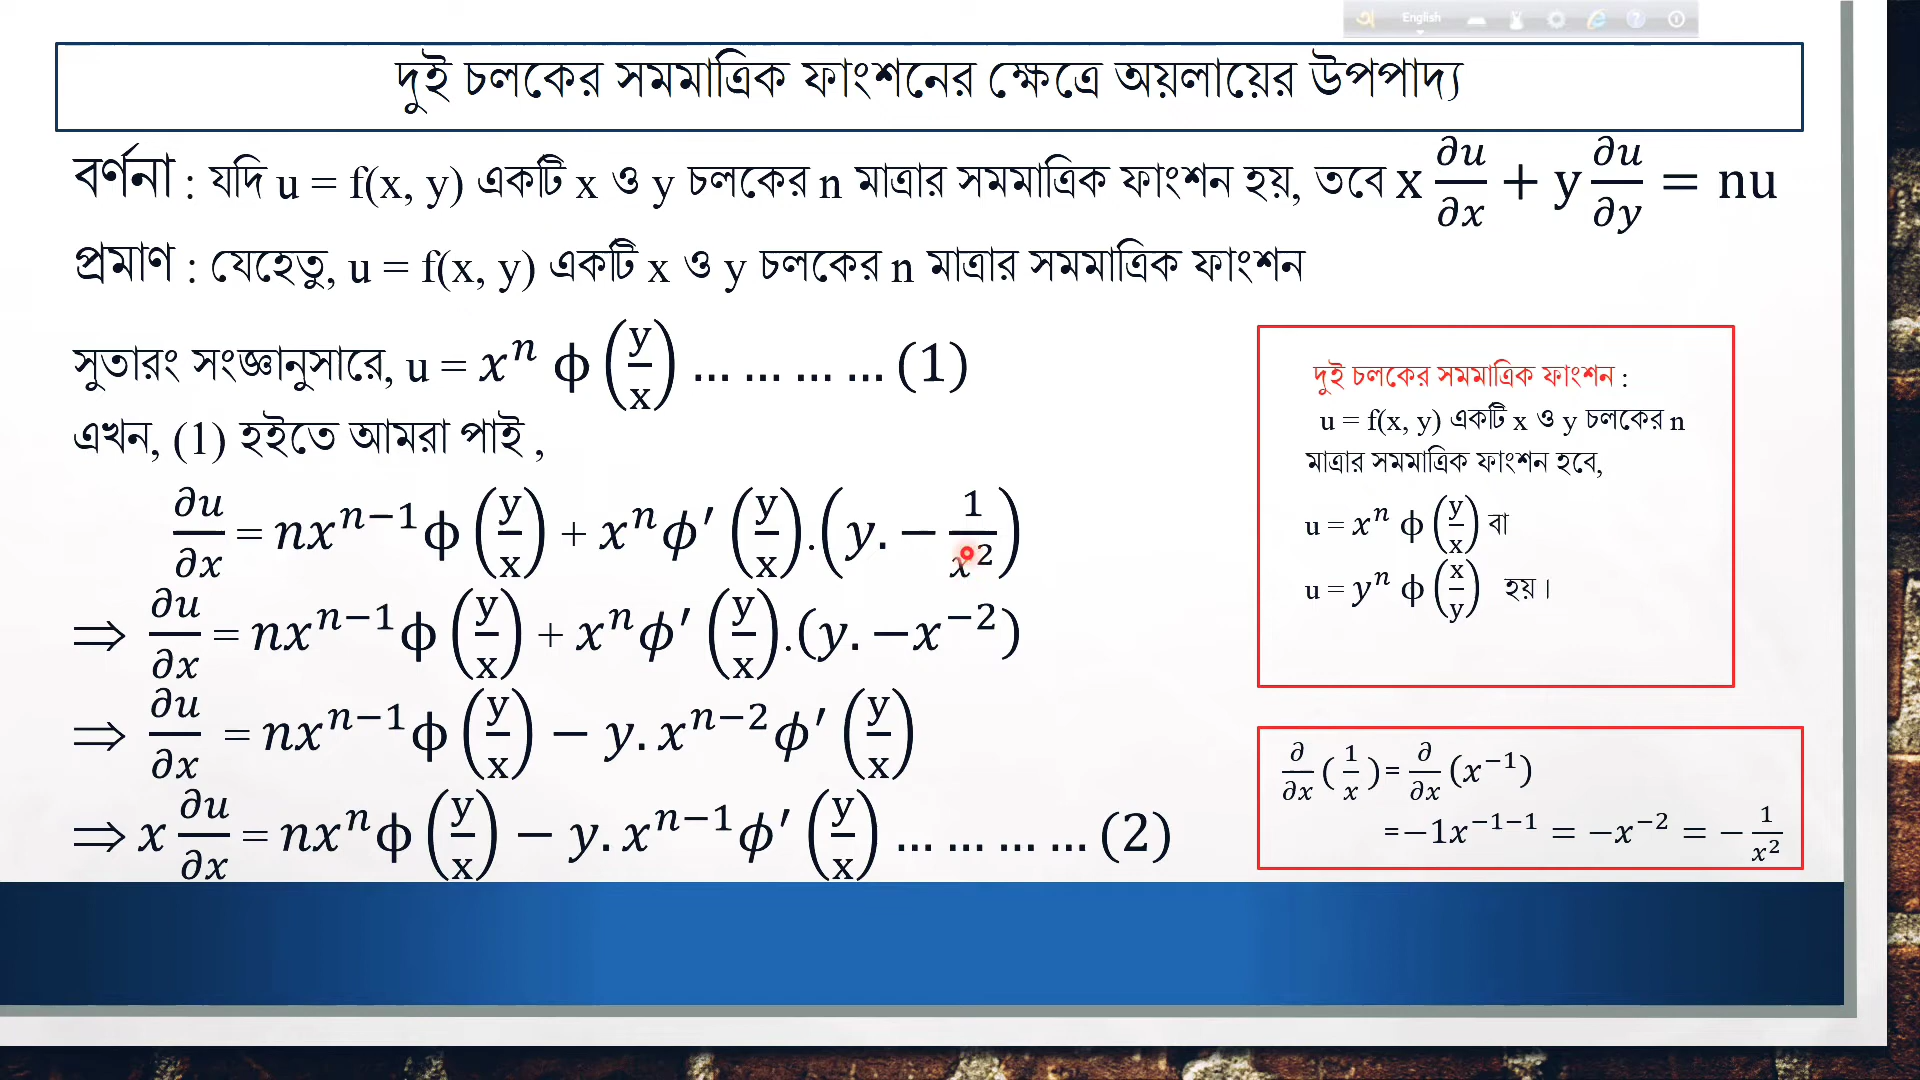 English
দুই চলকের সমমাত্রিক ফাংশনের ক্ষেত্রে অয়লায়ের উপপাদ্য
বর্ণনা : যদি u = f(x, y) একটি x ও y চলকের n মাত্রার সমমাত্রিক ফাংশন হয়, তবে x ∂u/∂x + y ∂u/∂y = nu
প্রমাণ : যেহেতু, u = f(x, y) একটি x ও y চলকের n মাত্রার সমমাত্রিক ফাংশন
সুতারং সংজ্ঞানুসারে, u = xⁿ ϕ (y/x) … … … … (1)
এখন, (1) হইতে আমরা পাই ,
∂u/∂x = nxⁿ⁻¹ϕ (y/x) + xⁿϕ′ (y/x).(y. − 1/x²)
⇒ ∂u/∂x = nxⁿ⁻¹ϕ (y/x) + xⁿϕ′ (y/x).(y. −x⁻²)
⇒ ∂u/∂x = nxⁿ⁻¹ϕ (y/x) − y. xⁿ⁻²ϕ′ (y/x)
⇒ x ∂u/∂x = nxⁿϕ (y/x) − y. xⁿ⁻¹ϕ′ (y/x) … … … … (2)
দুই চলকের সমমাত্রিক ফাংশন :
u = f(x, y) একটি x ও y চলকের n
মাত্রার সমমাত্রিক ফাংশন হবে,
u = xⁿ ϕ (y/x) বা
u = yⁿ ϕ (x/y) হয়।
∂/∂x (1/x) = ∂/∂x (x⁻¹)
=−1x⁻¹⁻¹ = −x⁻² = − 1/x²